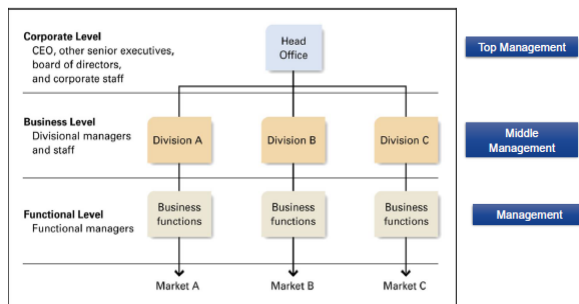 Corporate Level
CEO, other senior executives,
board of directors,
and corporate staff
Head
Office
Top Management
Business Level
Divisional managers
and staff
Division A
Division B
Division C
Middle
Management
Functional Level
Functional managers
Business
functions
Business
functions
Business
functions
Management
Market A
Market B
Market C